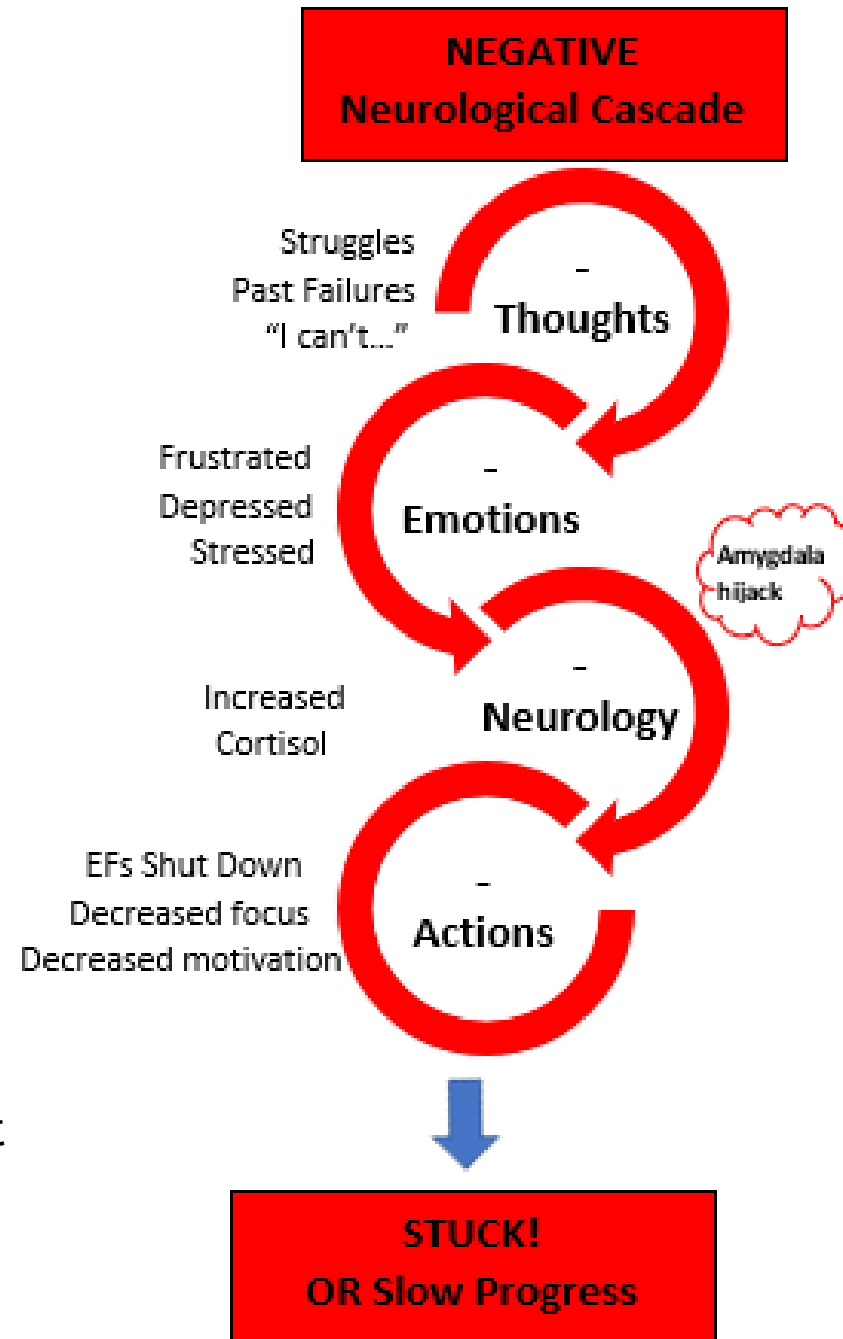 NEGATIVE
Neurological Cascade
Struggles
Past Failures
“I can’t…”
-
Thoughts
Frustrated
Depressed
Stressed
-
Emotions
Amygdala
hijack
Increased
Cortisol
-
Neurology
EFs Shut Down
Decreased focus
Decreased motivation
-
Actions
t
STUCK!
OR Slow Progress